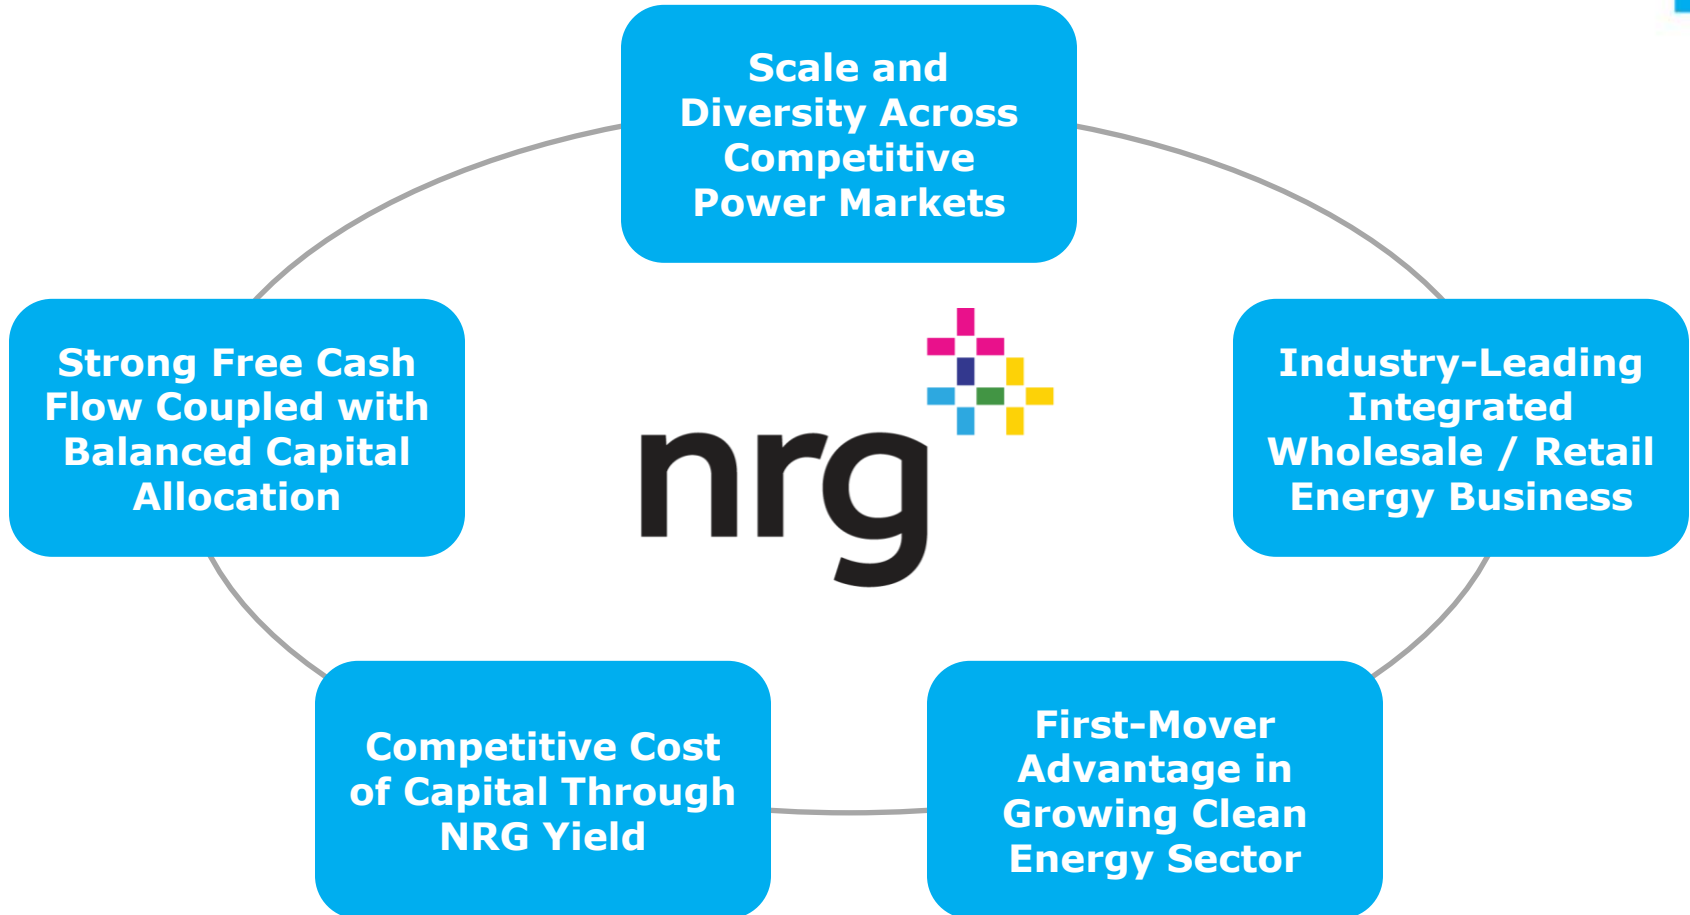 Scale and
Diversity Across
Competitive
Power Markets
Strong Free Cash
Flow Coupled with
Balanced Capital
Allocation
nrg
Industry-Leading
Integrated
Wholesale / Retail
Energy Business
Competitive Cost
of Capital Through
NRG Yield
First-Mover
Advantage in
Growing Clean
Energy Sector